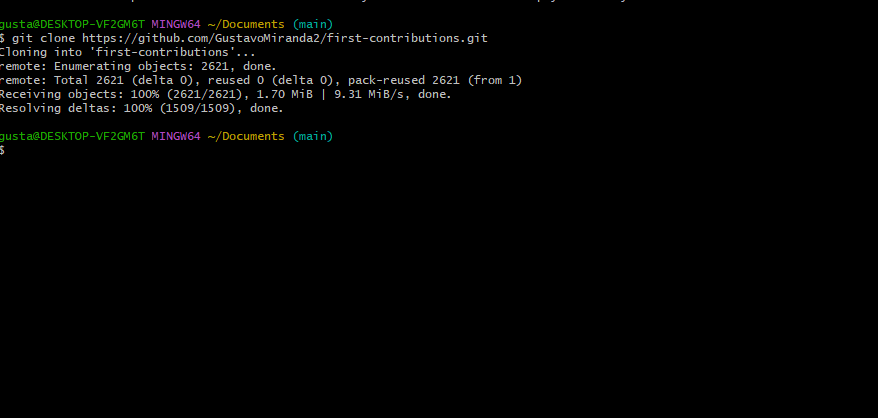 gusta@DESKTOP-VF2GM6T MINGW64 ~/Documents (main)
$ git clone https://github.com/GustavoMiranda2/first-contributions.git
Cloning into 'first-contributions'...
remote: Enumerating objects: 2621, done.
remote: Total 2621 (delta 0), reused 0 (delta 0), pack-reused 2621 (from 1)
Receiving objects: 100% (2621/2621), 1.70 MiB | 9.31 MiB/s, done.
Resolving deltas: 100% (1509/1509), done.
gusta@DESKTOP-VF2GM6T MINGW64 ~/Documents (main)
$